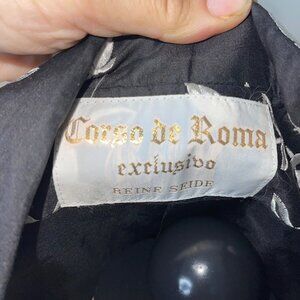 Corso de Roma
exclusivo
REINE SEIDE